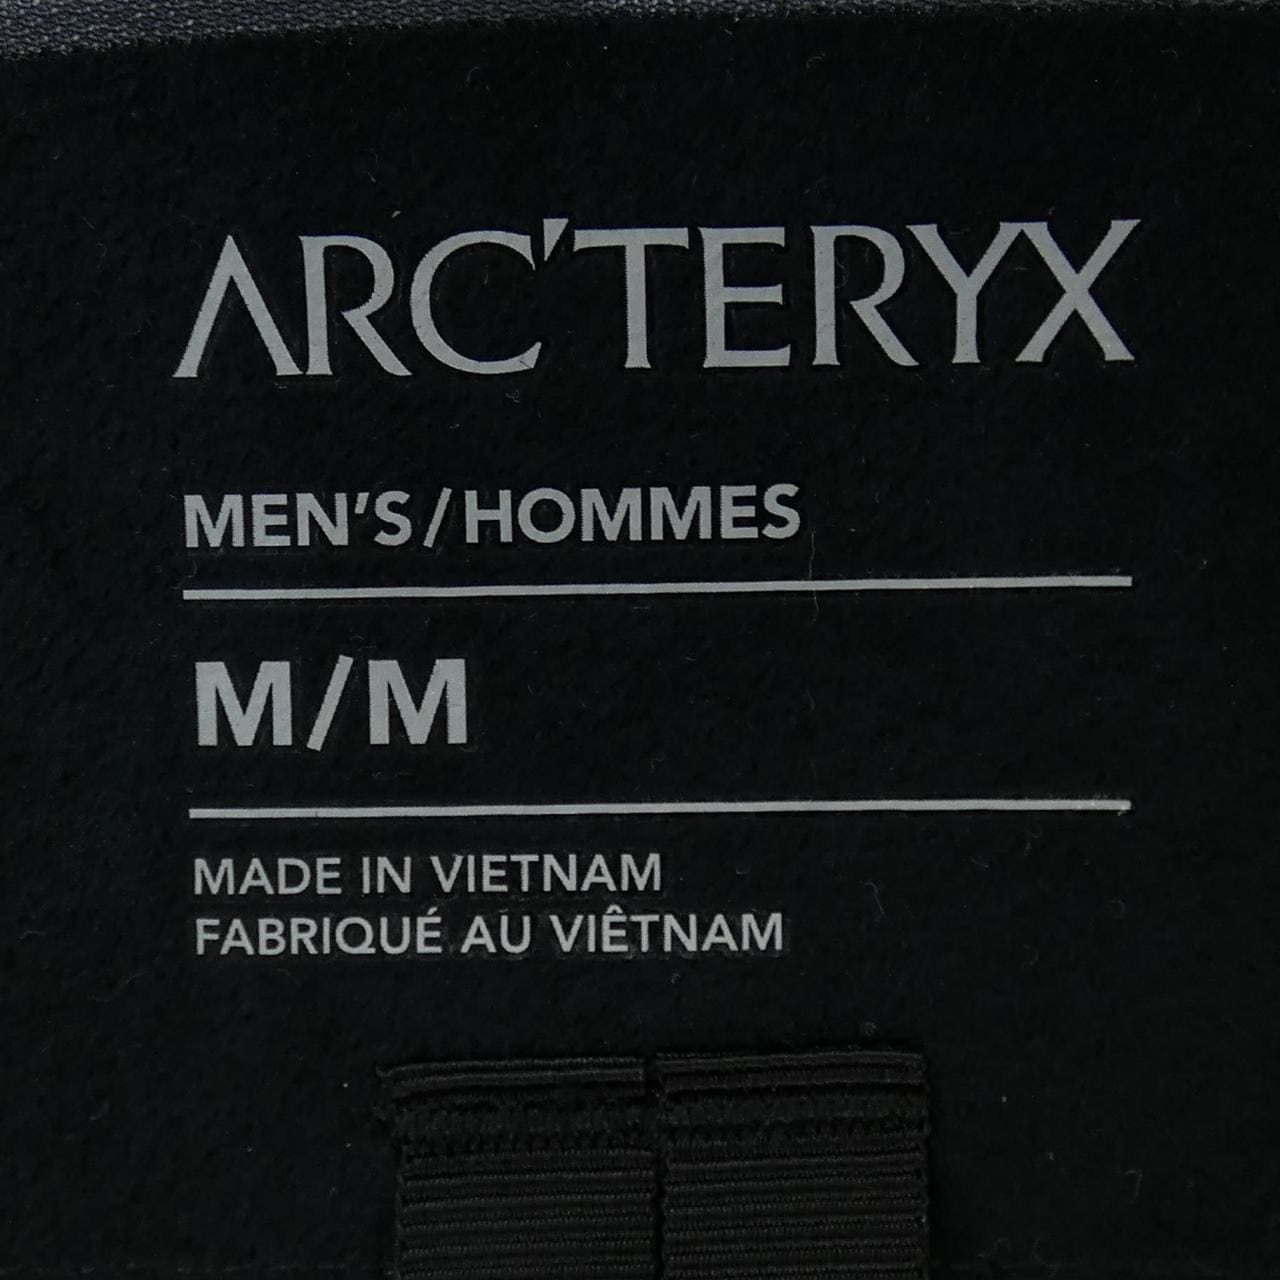 ARC'TERYX
MEN'S/HOMMES
M/M
MADE IN VIETNAM
FABRIQUÉ AU VIÊTNAM